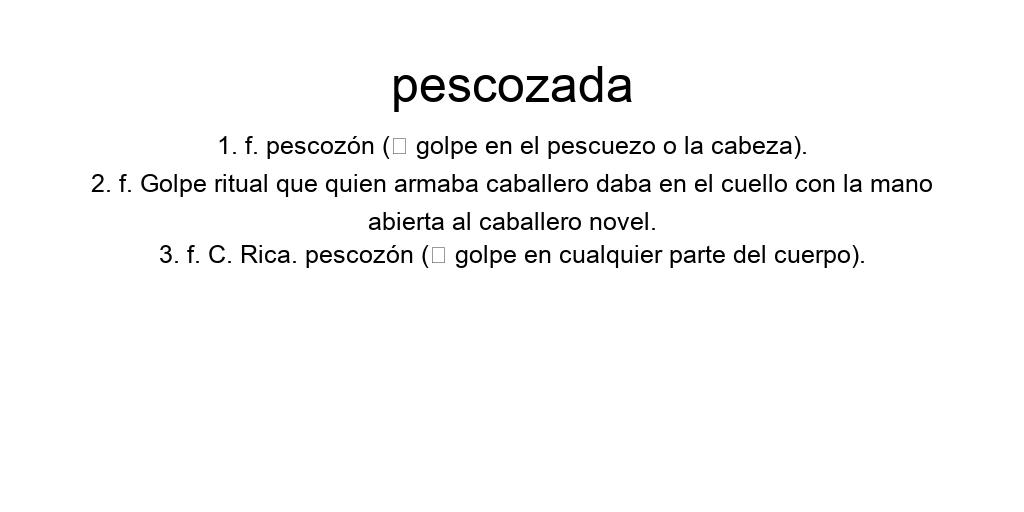 pescozada
1. f. pescozón (□ golpe en el pescuezo o la cabeza).
2. f. Golpe ritual que quien armaba caballero daba en el cuello con la mano
abierta al caballero novel.
3. f. C. Rica. pescozón (□ golpe en cualquier parte del cuerpo).